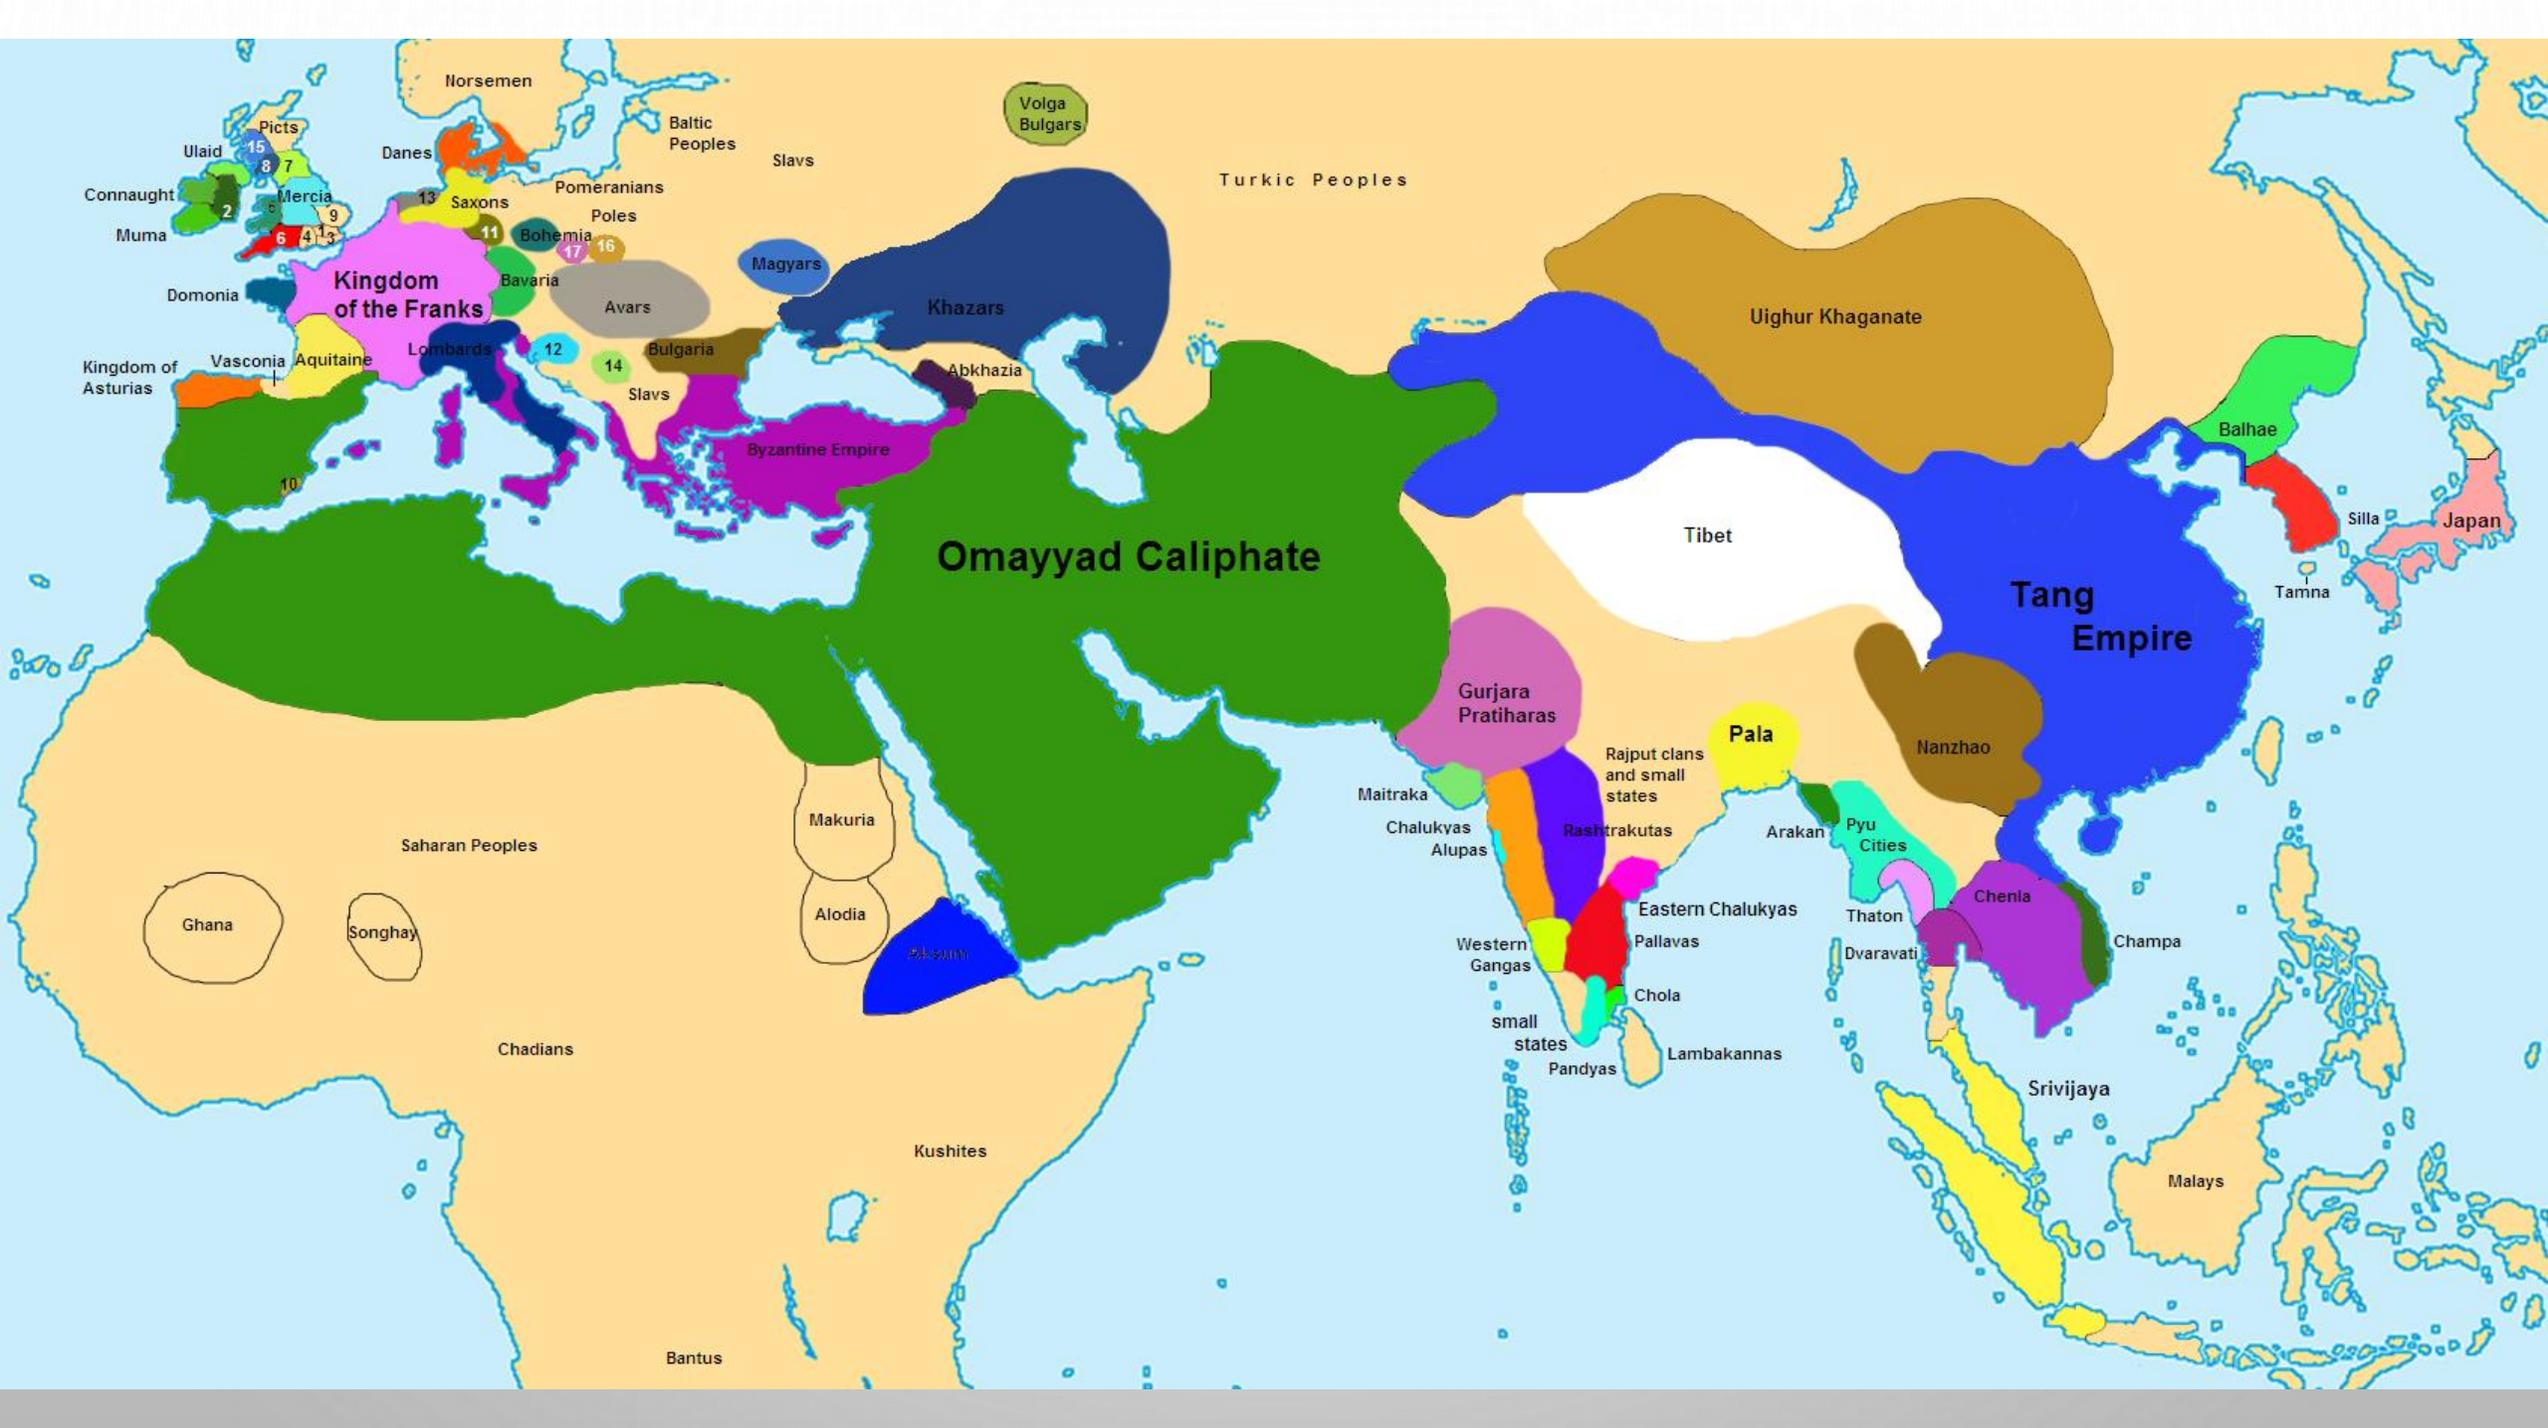 Norsemen
Volga
Bulgars
Picts
Baltic
Peoples
Ulaid
15
Danes
Slavs
8
7
Turkic Peoples
Connaught
Mercia
13
Saxons
Pomeranians
2
9
Poles
Muma
6
4
1
3
11
Bohemia
17
16
Magyars
Kingdom
of the Franks
Bavaria
Domonia
Avars
Khazars
Uighur Khaganate
Lombards
12
Bulgaria
Kingdom of
Asturias
Vasconia
Aquitaine
14
Abkhazia
Slavs
Balhae
Byzantine Empire
10
Silla
Japan
Tibet
Omayyad Caliphate
Tamna
Tang
Empire
Gurjara
Pratiharas
Pala
Nanzhao
Rajput clans
and small
states
Maitraka
Makuria
Chalukyas
Rashtrakutas
Arakan
Pyu
Cities
Saharan Peoples
Alupas
Chenla
Ghana
Songhay
Alodia
Eastern Chalukyas
Thaton
Aksum
Western
Gangas
Pallavas
Dvaravati
Champa
Chola
small
states
Chadians
Pandyas
Lambakannas
Srivijaya
Kushites
Malays
Bantus